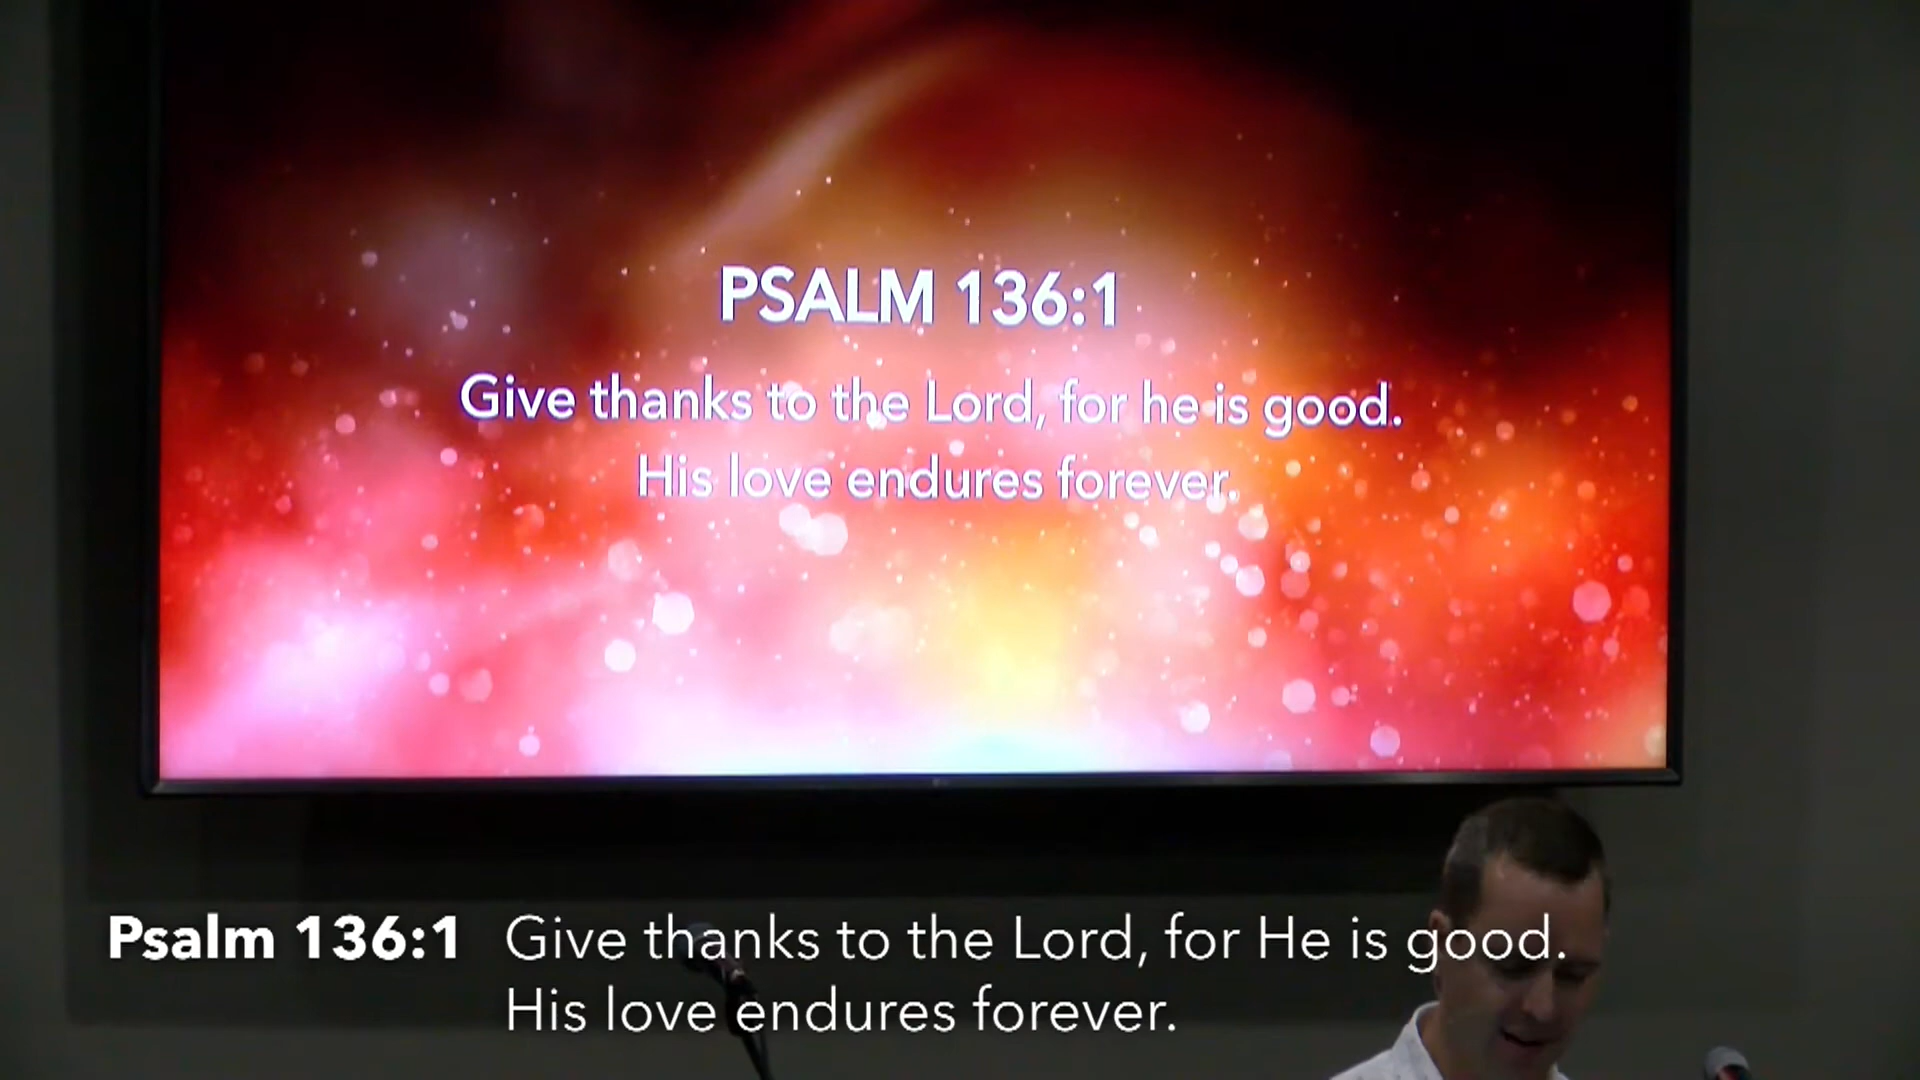 PSALM 136:1
Give thanks to the Lord, for he is good.
His love endures forever.
Psalm 136:1 Give thanks to the Lord, for He is good.
His love endures forever.